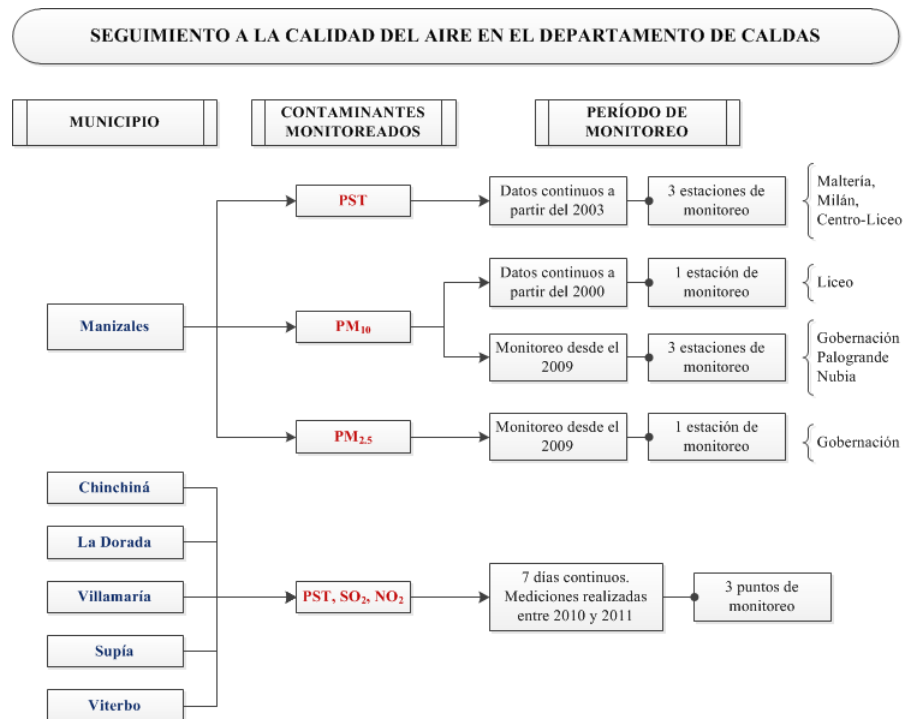 SEGUIMIENTO A LA CALIDAD DEL AIRE EN EL DEPARTAMENTO DE CALDAS
MUNICIPIO
CONTAMINANTES
MONITOREADOS
PERÍODO DE
MONITOREO
Manizales
PST
Datos continuos a
partir del 2003
3 estaciones de
monitoreo
Maltería,
Milán,
Centro-Liceo
PM₁₀
Datos continuos a
partir del 2000
1 estación de
monitoreo
Liceo
Monitoreo desde el
2009
3 estaciones de
monitoreo
Gobernación
Palogrande
Nubia
PM₂.₅
Monitoreo desde el
2009
1 estación de
monitoreo
Gobernación
Chinchiná
La Dorada
Villamaría
Supía
Viterbo
PST, SO₂, NO₂
7 días continuos.
Mediciones realizadas
entre 2010 y 2011
3 puntos de
monitoreo